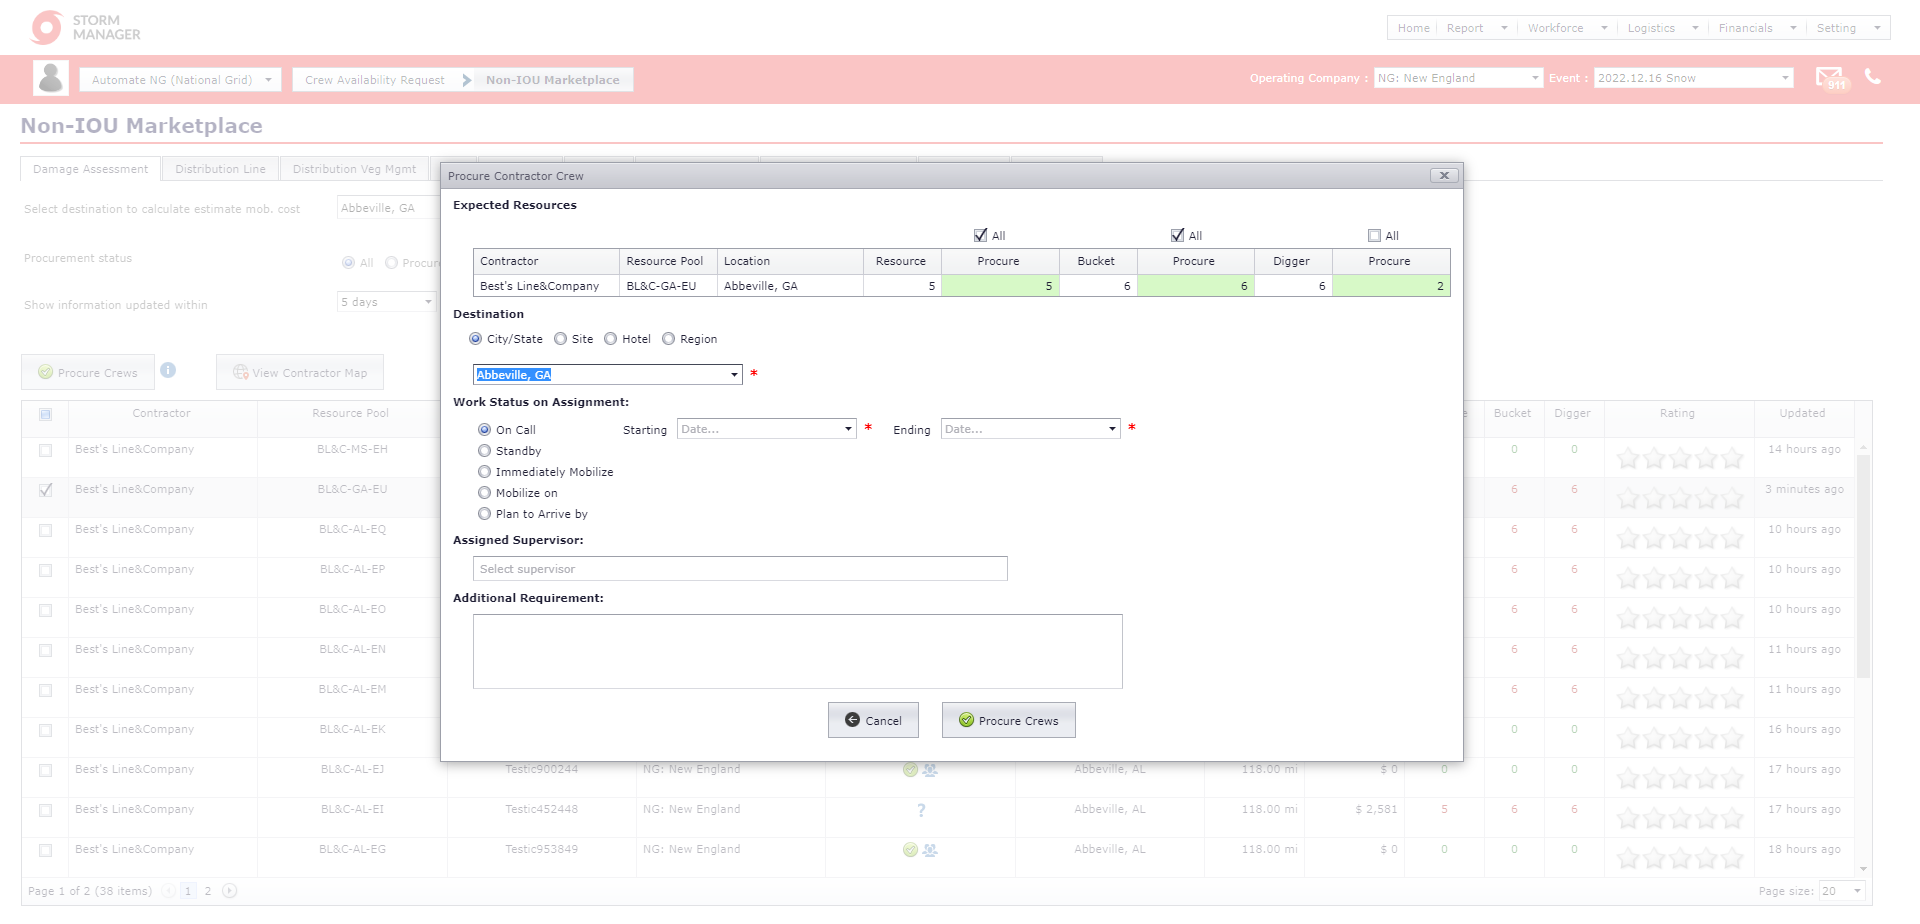 STORM
MANAGER
Home Report Workforce Logistics Financials Setting
Automate NG (National Grid) Crew Availability Request Non-IOU Marketplace Operating Company : NG: New England Event : 2022.12.16 Snow 911
Non-IOU Marketplace
Damage Assessment Distribution Line Distribution Veg Mgmt
Procure Contractor Crew
Expected Resources
Select destination to calculate estimate mob. cost Abbeville, GA
All All All
Contractor Resource Pool Location Resource Procure Bucket Procure Digger Procure
Best's Line&Company BL&C-GA-EU Abbeville, GA 5 5 6 6 6 2
Procurement status All Procure
Show information updated within 5 days
Destination
City/State Site Hotel Region
Abbeville, GA *
Procure Crews View Contractor Map
Work Status on Assignment:
On Call Starting Date... * Ending Date... *
Standby
Immediately Mobilize
Mobilize on
Plan to Arrive by
Assigned Supervisor:
Select supervisor
Additional Requirement:
Cancel Procure Crews
Contractor Resource Pool Bucket Digger Rating Updated
Best's Line&Company BL&C-MS-EH 0 0 14 hours ago
Best's Line&Company BL&C-GA-EU 6 6 3 minutes ago
Best's Line&Company BL&C-AL-EQ 6 6 10 hours ago
Best's Line&Company BL&C-AL-EP 6 6 10 hours ago
Best's Line&Company BL&C-AL-EO 6 6 10 hours ago
Best's Line&Company BL&C-AL-EN 6 6 11 hours ago
Best's Line&Company BL&C-AL-EM 6 6 11 hours ago
Best's Line&Company BL&C-AL-EK 0 0 16 hours ago
Best's Line&Company BL&C-AL-EJ Testic900244 NG: New England Abbeville, AL 118.00 mi $ 0 0 0 0 17 hours ago
Best's Line&Company BL&C-AL-EI Testic452448 NG: New England ? Abbeville, AL 118.00 mi $ 2,581 5 6 6 17 hours ago
Best's Line&Company BL&C-AL-EG Testic953849 NG: New England Abbeville, AL 118.00 mi $ 0 0 0 0 18 hours ago
Page 1 of 2 (38 items) 1 2 Page size: 20